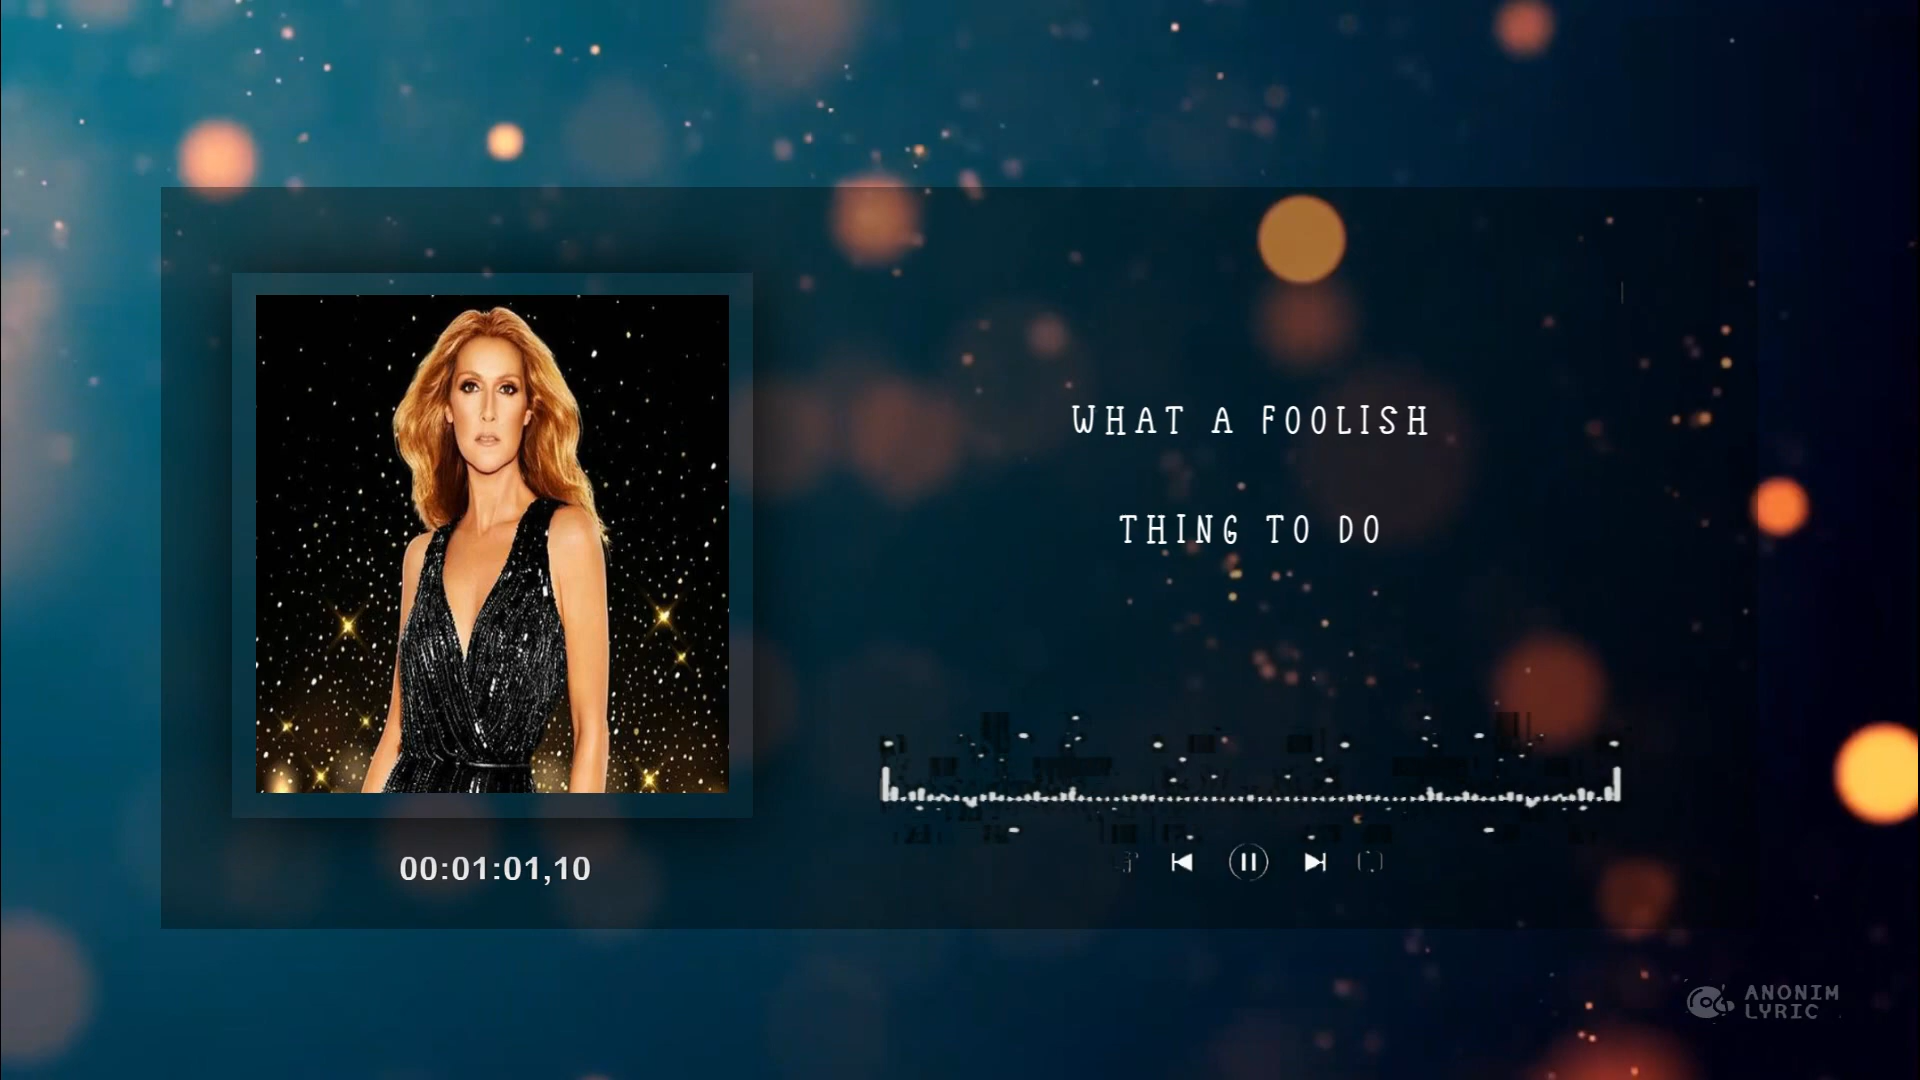 WHAT A FOOLISH
THING TO DO
00:01:01,10
ANONIM
LYRIC